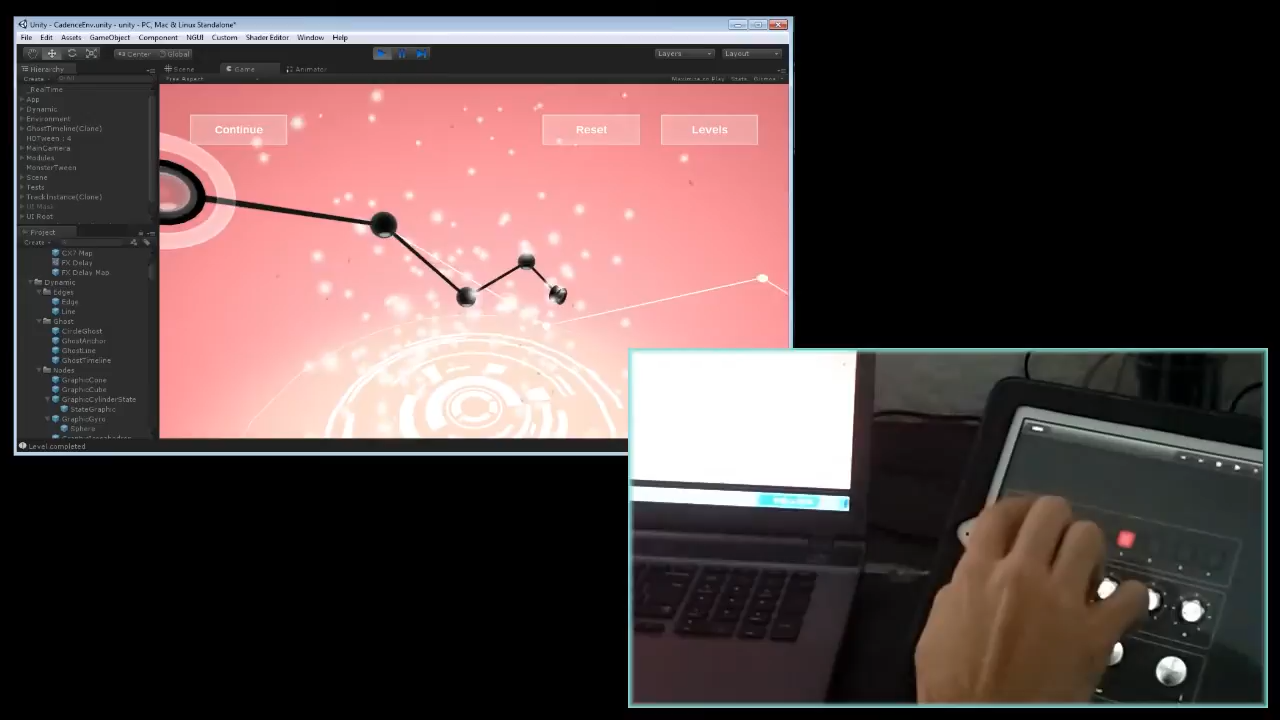 Unity - CadenceEnv.unity - unity - PC, Mac & Linux Standalone*
File Edit Assets GameObject Component NGUI Custom Shader Editor Window Help
Center Global Layers Layout
Hierarchy Scene Game Animator
Create Free Aspect Maximize on Play Stats Gizmos
_RealTime
App
Dynamic
Environment
GhostTimeline(Clone)
HOTween : 4
MainCamera
Modules
MonsterTween
Scene
Tests
TrackInstance(Clone)
UI Root
Continue Reset Levels
Project
Create
CX7 Map
FX Delay
FX Delay Map
Dynamic
Edges
Edge
Line
Ghost
CircleGhost
GhostAnchor
GhostLine
GhostTimeline
Nodes
GraphicCone
GraphicCube
GraphicCylinderState
StateGraphic
GraphicGyro
Sphere
Level completed